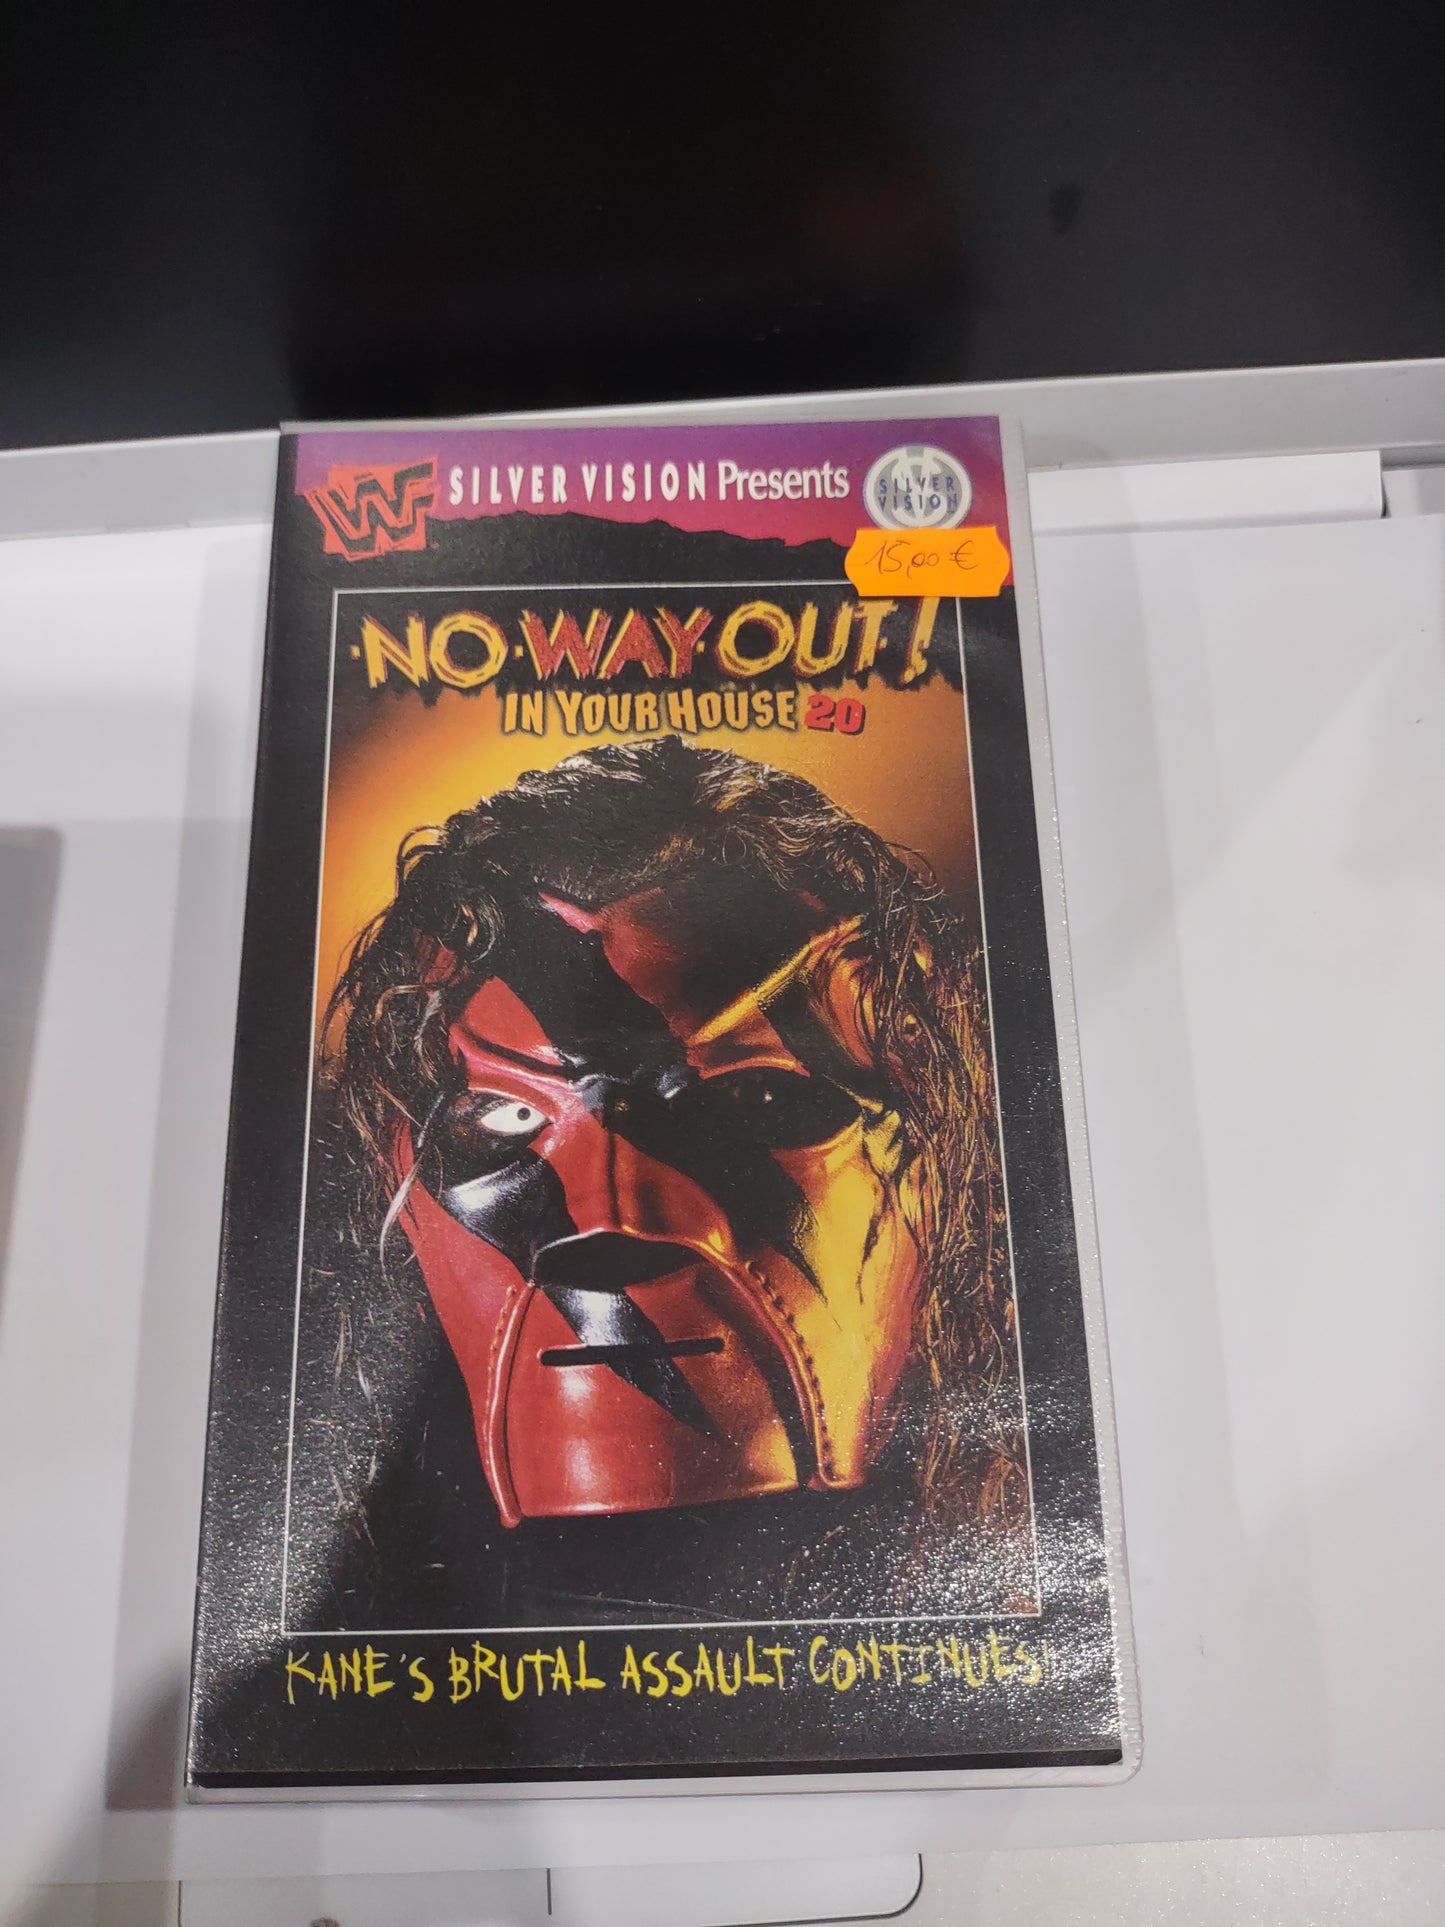 WF SILVER VISION Presents
SILVER
VISION
15,00 €
NO WAY OUT!
IN YOUR HOUSE 20
KANE'S BRUTAL ASSAULT CONTINUES!